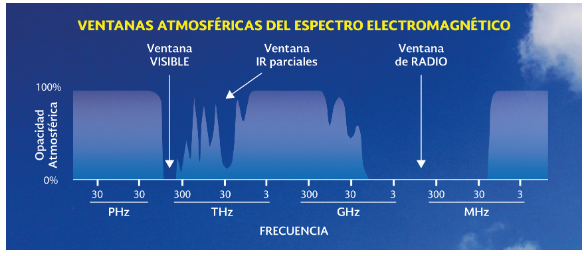 VENTANAS ATMOSFÉRICAS DEL ESPECTRO ELECTROMAGNÉTICO
Ventana
VISIBLE
Ventana
IR parciales
Ventana
de RADIO
100%
Opacidad
Atmosférica
0%
30 30 300 30 3 300 30 3 300 30 3
PHz THz GHz MHz
FRECUENCIA